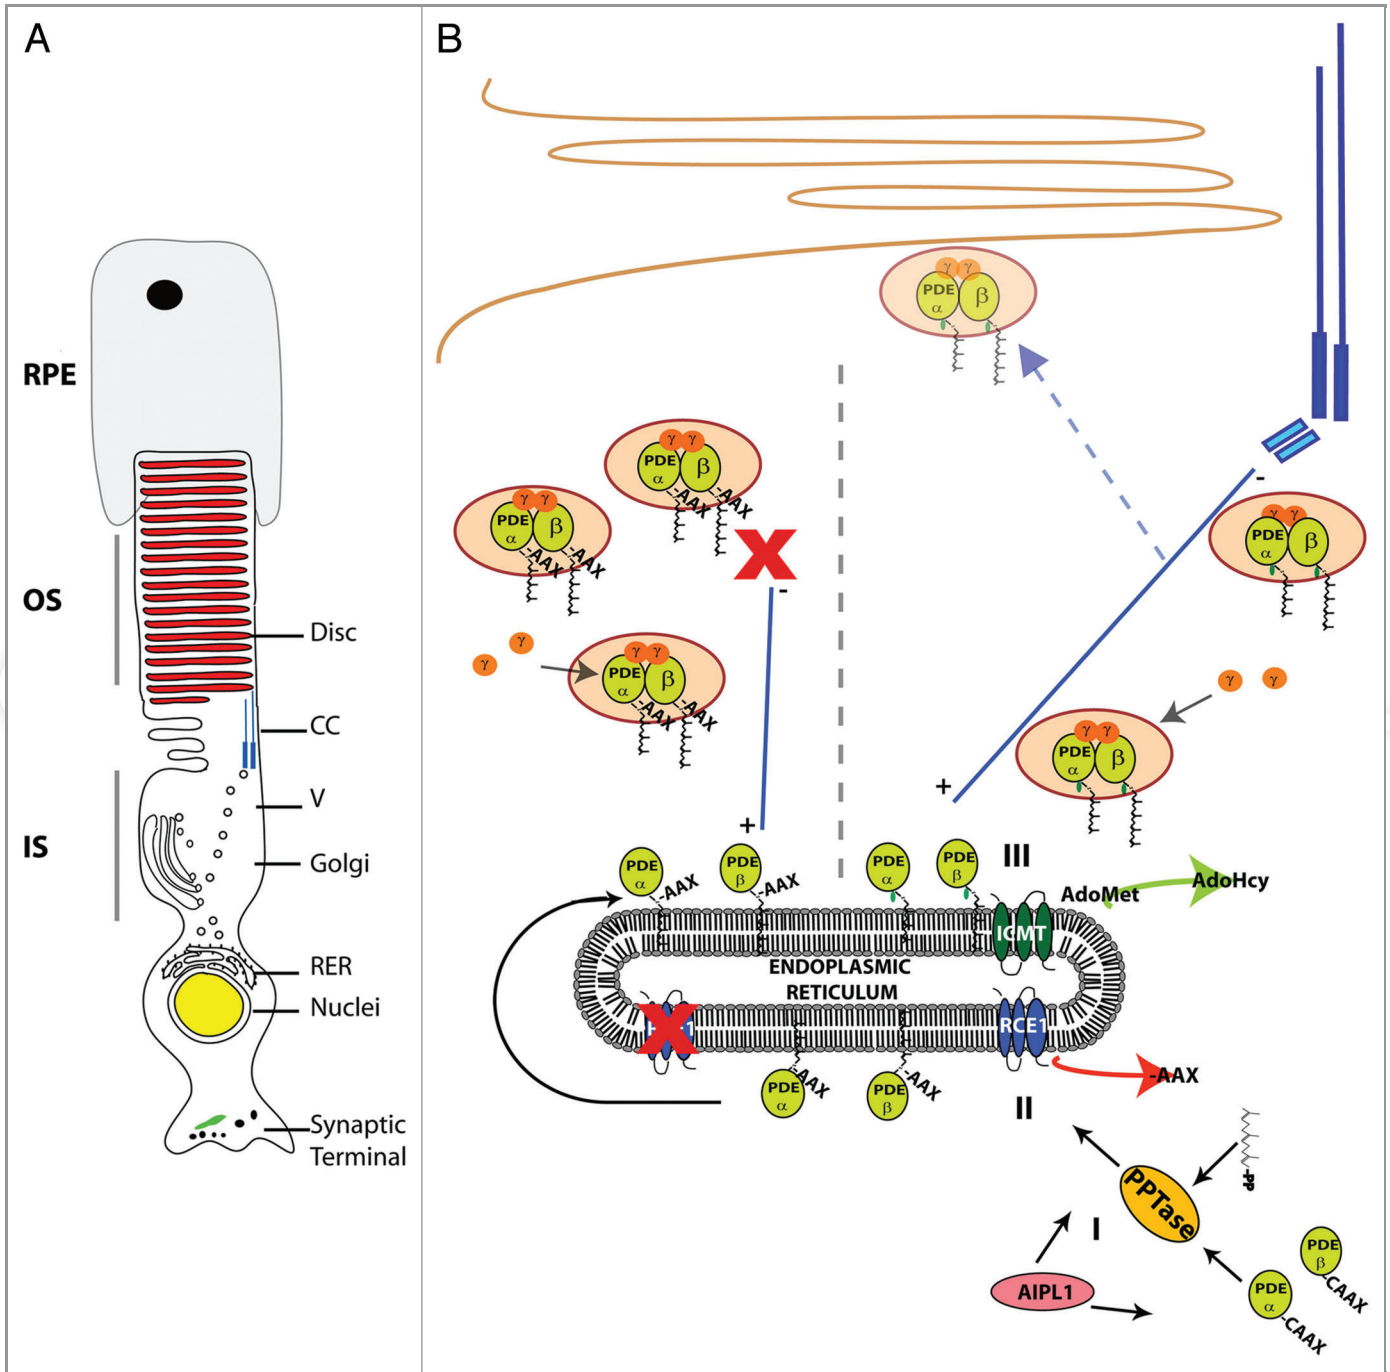 A
RPE
OS
Disc
CC
V
IS
Golgi
RER
Nuclei
Synaptic
Terminal
B
γ γ
PDE
α
β
γ γ
PDE
α
β
-AAX
-AAX
γ γ
PDE
α
β
-AAX
-AAX
-
-
γ γ
PDE
α
β
γ
γ
γ γ
PDE
α
β
-AAX
-AAX
γ
γ
γ γ
PDE
α
β
+
+
PDE
α
-AAX
PDE
β
-AAX
PDE
α
PDE
β
III
AdoMet
AdoHcy
ICMT
ENDOPLASMIC
RETICULUM
RCE1
PDE
α
-AAX
PDE
β
-AAX
-AAX
II
-PP
PPTase
I
AIPL1
PDE
β
-CAAX
PDE
α
-CAAX